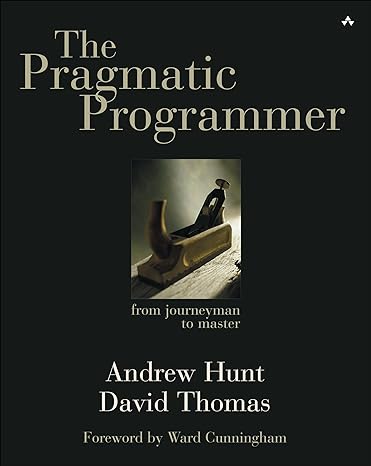 The
Pragmatic
Programmer
from journeyman
to master
Andrew Hunt
David Thomas
Foreword by Ward Cunningham